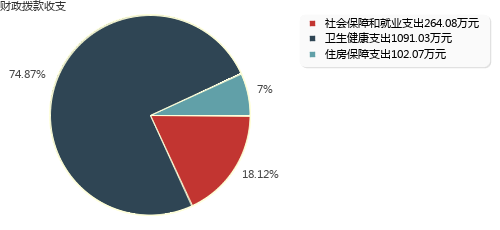 财政拨款收支
社会保障和就业支出264.08万元
卫生健康支出1091.03万元
住房保障支出102.07万元
74.87%
7%
18.12%